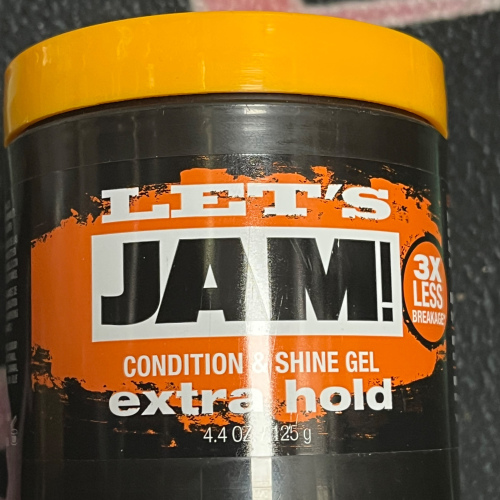 LET'S
JAM!
3X
LESS
BREAKAGE*
CONDITION & SHINE GEL
extra hold
4.4 OZ / 125 g